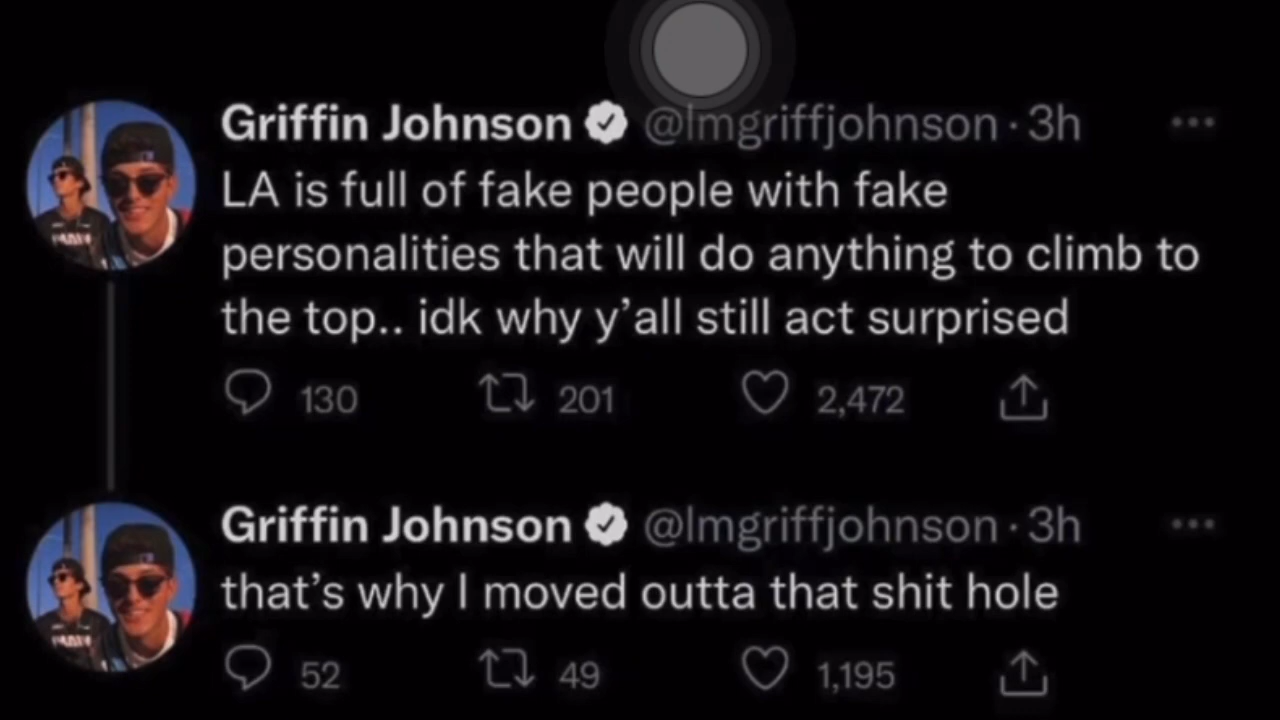 Griffin Johnson @lmgriffjohnson · 3h
LA is full of fake people with fake
personalities that will do anything to climb to
the top.. idk why y’all still act surprised
130 201 2,472
Griffin Johnson @lmgriffjohnson · 3h
that’s why I moved outta that shit hole
52 49 1,195